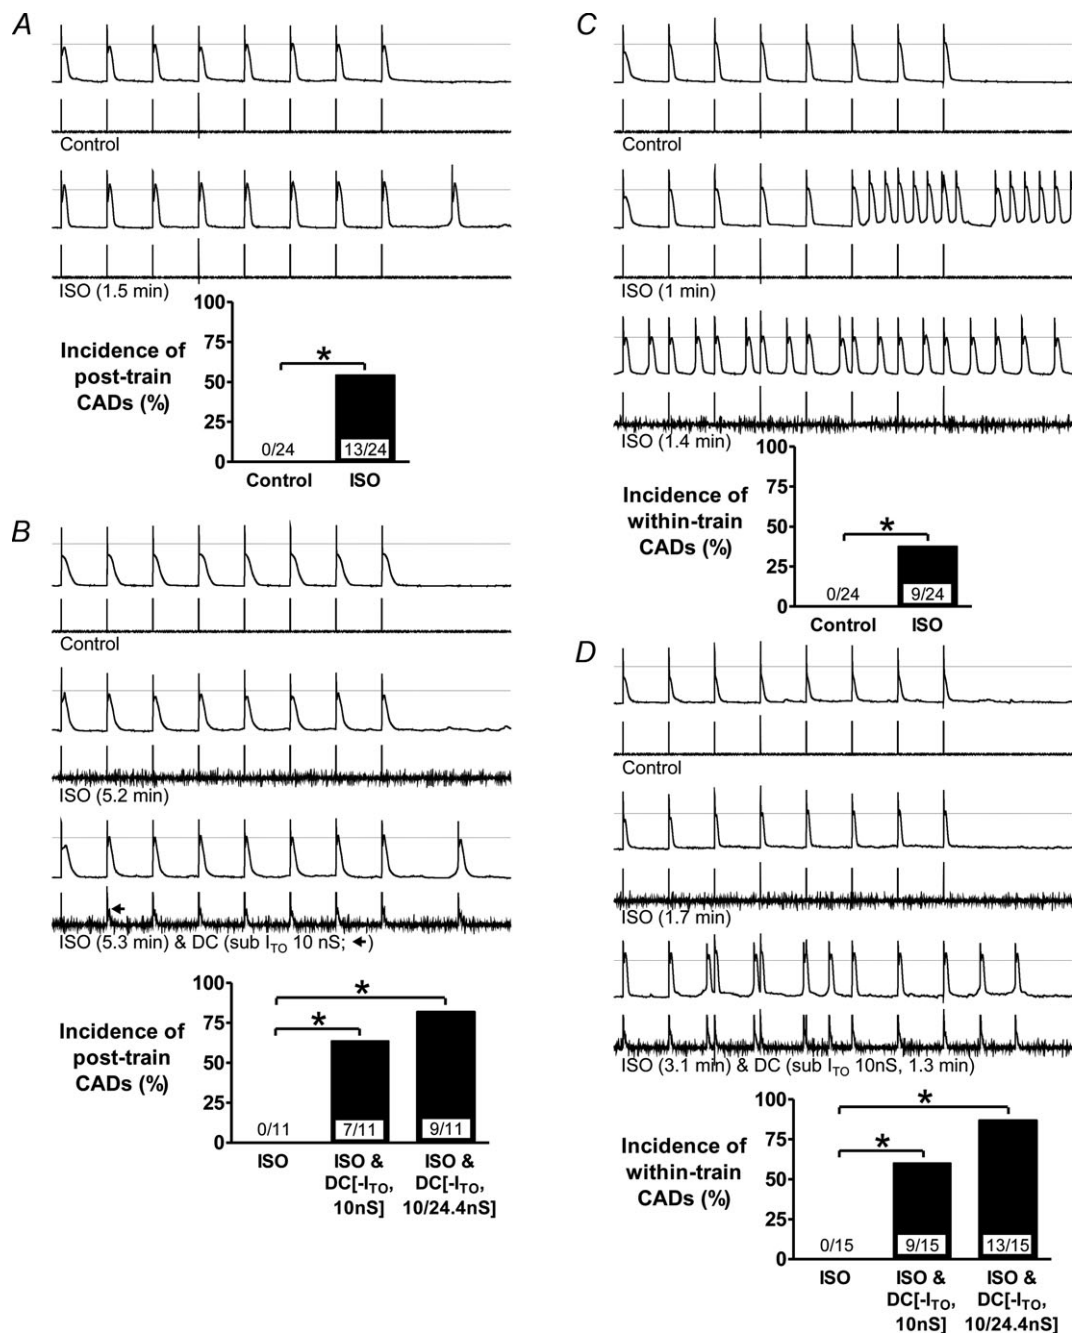 A
Control
ISO (1.5 min)
100
75
50
25
0
Incidence of
post-train
CADs (%)
*
0/24
13/24
Control
ISO
B
Control
ISO (5.2 min)
ISO (5.3 min) & DC (sub I_TO 10 nS; ←)
100
75
50
25
0
Incidence of
post-train
CADs (%)
*
*
0/11
7/11
9/11
ISO
ISO &
DC[-I_TO,
10nS]
ISO &
DC[-I_TO,
10/24.4nS]
C
Control
ISO (1 min)
ISO (1.4 min)
100
75
50
25
0
Incidence of
within-train
CADs (%)
*
0/24
9/24
Control
ISO
D
Control
ISO (1.7 min)
ISO (3.1 min) & DC (sub I_TO 10nS, 1.3 min)
100
75
50
25
0
Incidence of
within-train
CADs (%)
*
*
0/15
9/15
13/15
ISO
ISO &
DC[-I_TO,
10nS]
ISO &
DC[-I_TO,
10/24.4nS]